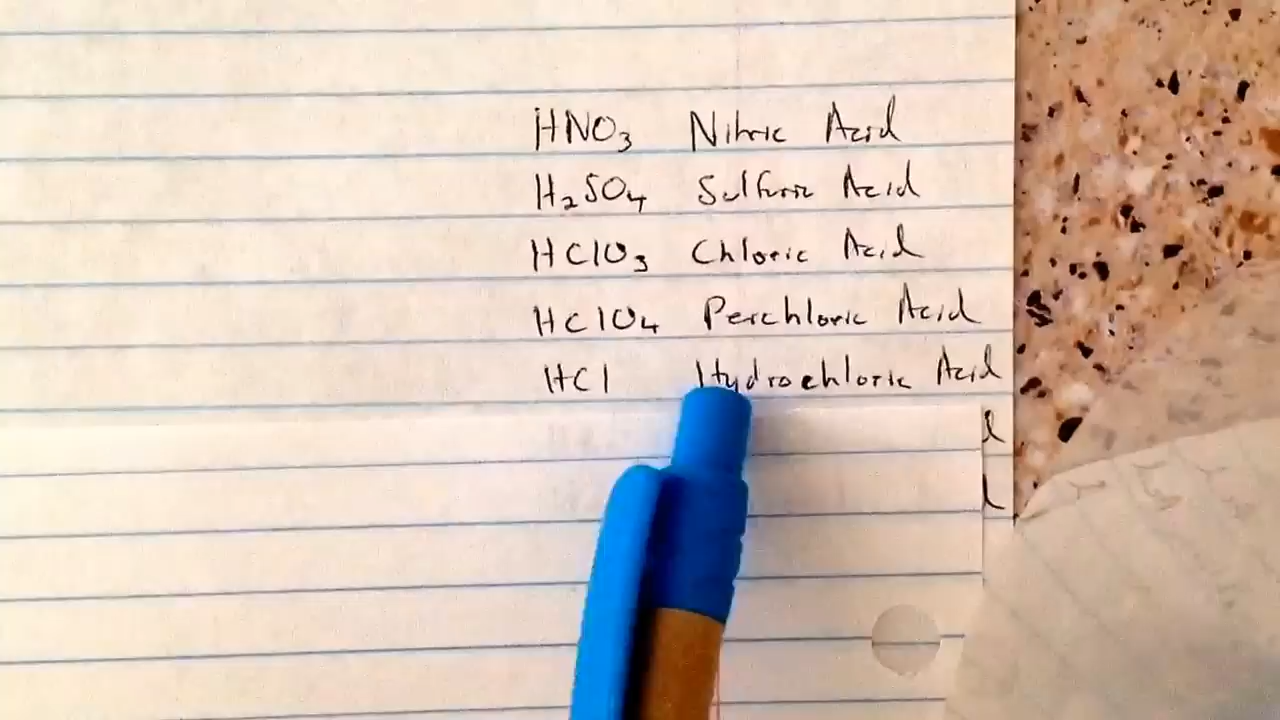 HNO₃ Nitric Acid
H₂SO₄ Sulfuric Acid
HClO₃ Chloric Acid
HClO₄ Perchloric Acid
HCl Hydrochloric Acid